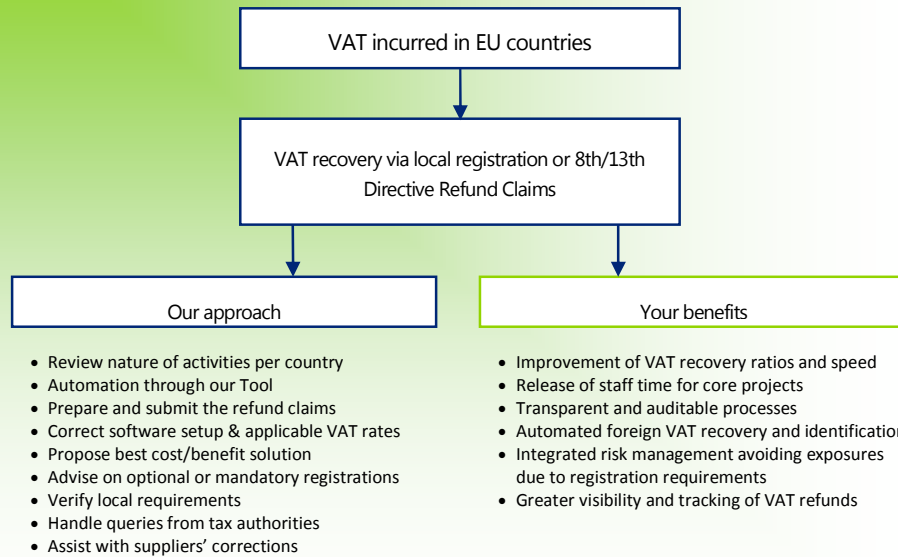 VAT incurred in EU countries
VAT recovery via local registration or 8th/13th
Directive Refund Claims
Our approach
• Review nature of activities per country
• Automation through our Tool
• Prepare and submit the refund claims
• Correct software setup & applicable VAT rates
• Propose best cost/benefit solution
• Advise on optional or mandatory registrations
• Verify local requirements
• Handle queries from tax authorities
• Assist with suppliers’ corrections
Your benefits
• Improvement of VAT recovery ratios and speed
• Release of staff time for core projects
• Transparent and auditable processes
• Automated foreign VAT recovery and identification
• Integrated risk management avoiding exposures
due to registration requirements
• Greater visibility and tracking of VAT refunds